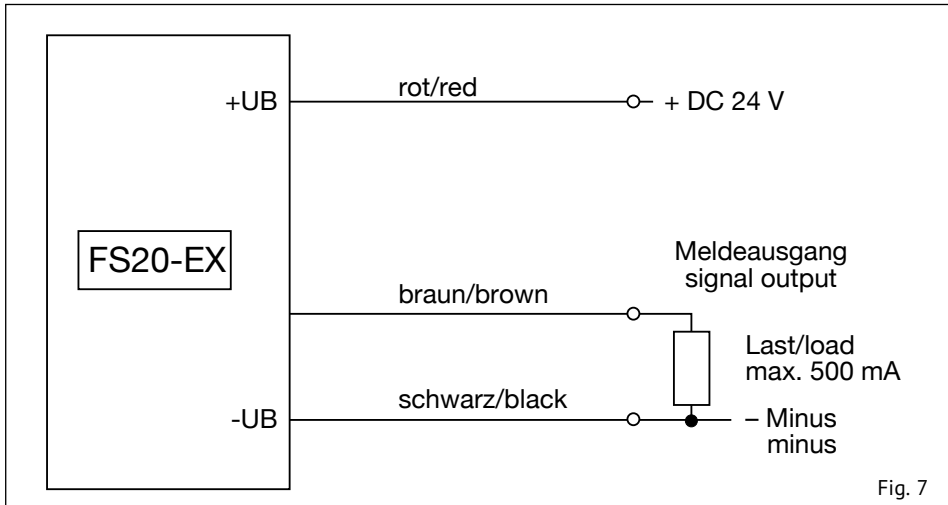 rot/red
+UB
+ DC 24 V
FS20-EX
Meldeausgang
signal output
braun/brown
Last/load
max. 500 mA
schwarz/black
-UB
– Minus
minus
Fig. 7